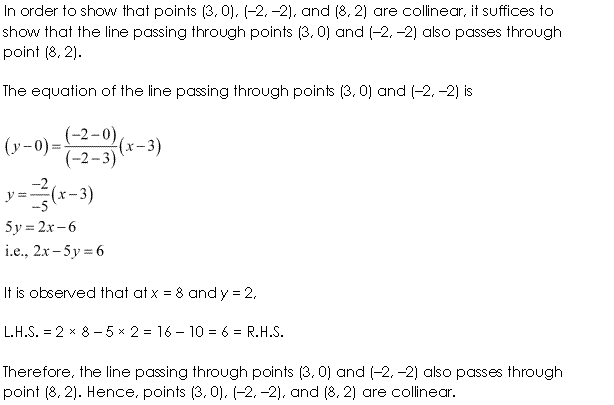 In order to show that points (3, 0), (–2, –2), and (8, 2) are collinear, it suffices to
show that the line passing through points (3, 0) and (–2, –2) also passes through
point (8, 2).
The equation of the line passing through points (3, 0) and (–2, –2) is
(y−0)=(−2−0)/(−2−3)(x−3)
y=−2/−5(x−3)
5y=2x−6
i.e., 2x−5y=6
It is observed that at x = 8 and y = 2,
L.H.S. = 2 × 8 – 5 × 2 = 16 – 10 = 6 = R.H.S.
Therefore, the line passing through points (3, 0) and (–2, –2) also passes through
point (8, 2). Hence, points (3, 0), (–2, –2), and (8, 2) are collinear.